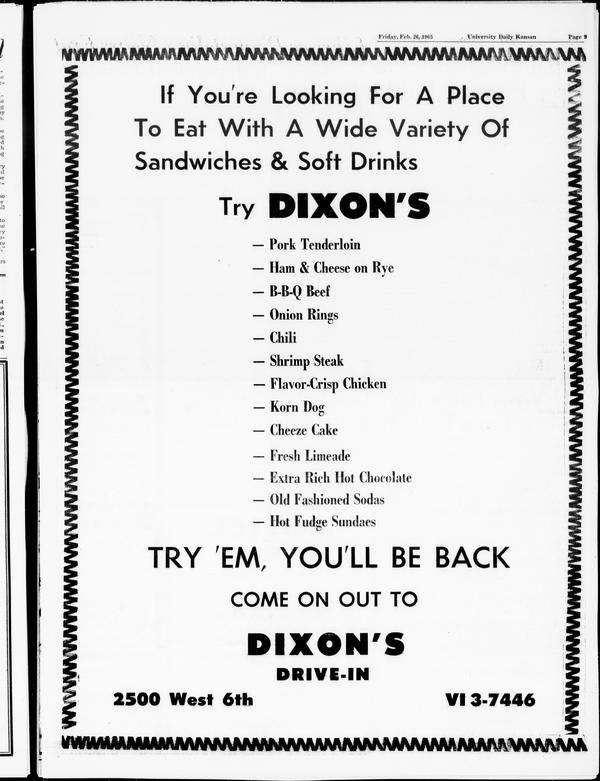 Friday, Feb. 26, 1965 University Daily Kansan Page 9
If You're Looking For A Place
To Eat With A Wide Variety Of
Sandwiches & Soft Drinks
Try DIXON'S
— Pork Tenderloin
— Ham & Cheese on Rye
— B-B-Q Beef
— Onion Rings
— Chili
— Shrimp Steak
— Flavor-Crisp Chicken
— Korn Dog
— Cheeze Cake
— Fresh Limeade
— Extra Rich Hot Chocolate
— Old Fashioned Sodas
— Hot Fudge Sundaes
TRY 'EM, YOU'LL BE BACK
COME ON OUT TO
DIXON'S
DRIVE-IN
2500 West 6th VI 3-7446